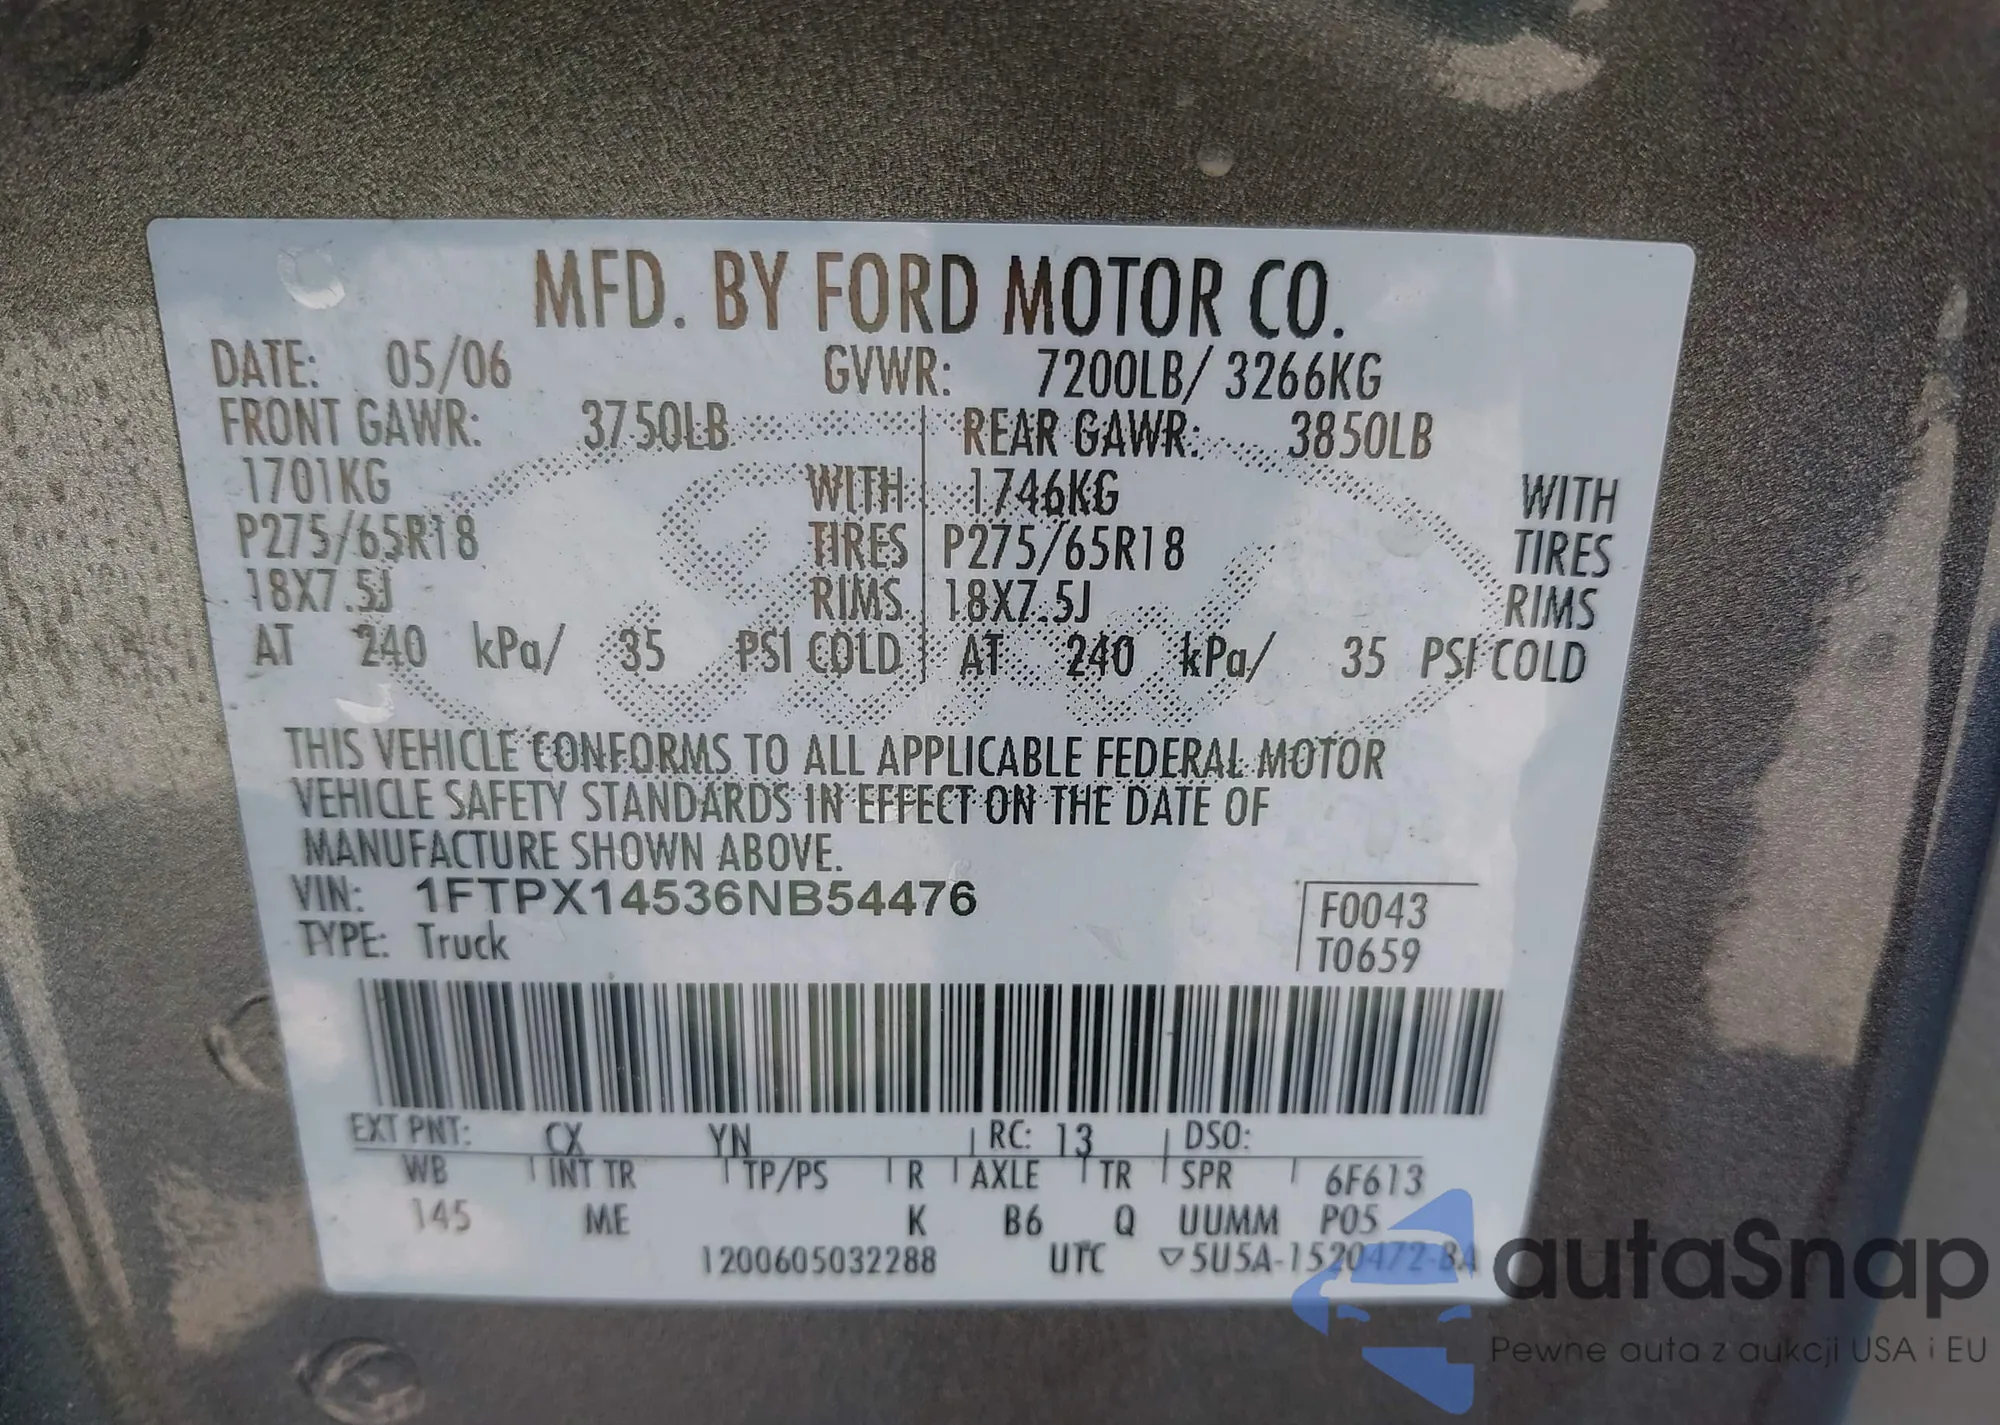 MFD. BY FORD MOTOR CO.
DATE: 05/06 GVWR: 7200LB/ 3266KG
FRONT GAWR: 3750LB REAR GAWR: 3850LB
1701KG WITH 1746KG WITH
P275/65R18 TIRES P275/65R18 TIRES
18X7.5J RIMS 18X7.5J RIMS
AT 240 kPa/ 35 PSI COLD AT 240 kPa/ 35 PSI COLD
THIS VEHICLE CONFORMS TO ALL APPLICABLE FEDERAL MOTOR
VEHICLE SAFETY STANDARDS IN EFFECT ON THE DATE OF
MANUFACTURE SHOWN ABOVE.
VIN: 1FTPX14536NB54476 F0043
TYPE: Truck T0659
EXT PNT: CX YN RC: 13 DSO:
WB INT TR TP/PS R AXLE TR SPR 6F613
145 ME K B6 Q UUMM P05
1200605032288 UTC ▽5U5A-1520472-BA
autaSnap
Pewne auta z aukcji USA i EU